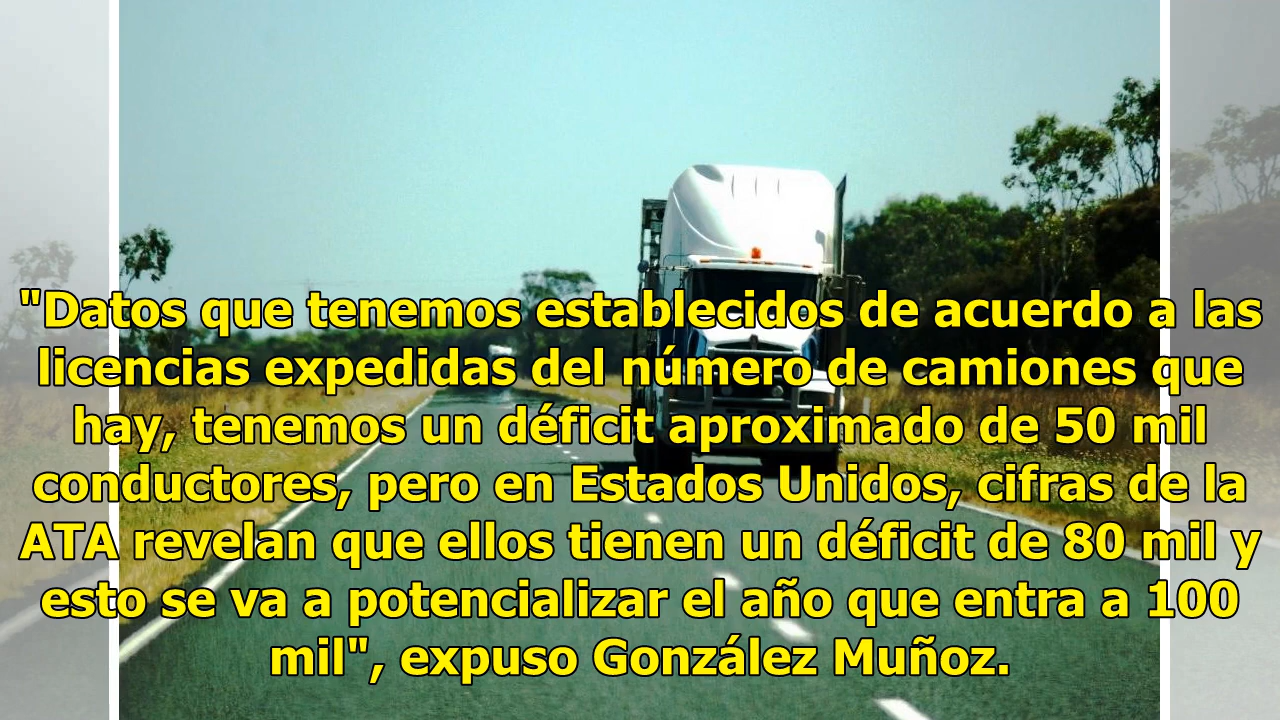 "Datos que tenemos establecidos de acuerdo a las
licencias expedidas del número de camiones que
hay, tenemos un déficit aproximado de 50 mil
conductores, pero en Estados Unidos, cifras de la
ATA revelan que ellos tienen un déficit de 80 mil y
esto se va a potencializar el año que entra a 100
mil", expuso González Muñoz.